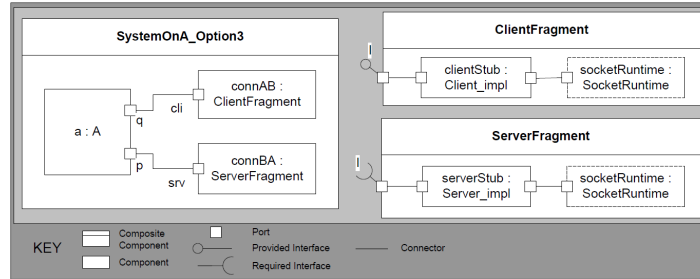 SystemOnA_Option3
a : A
q
p
cli
srv
connAB :
ClientFragment
connBA :
ServerFragment
ClientFragment
I
clientStub :
Client_impl
socketRuntime :
SocketRuntime
ServerFragment
I
serverStub :
Server_impl
socketRuntime :
SocketRuntime
KEY
Composite
Component
Component
Port
Provided Interface
Required Interface
Connector